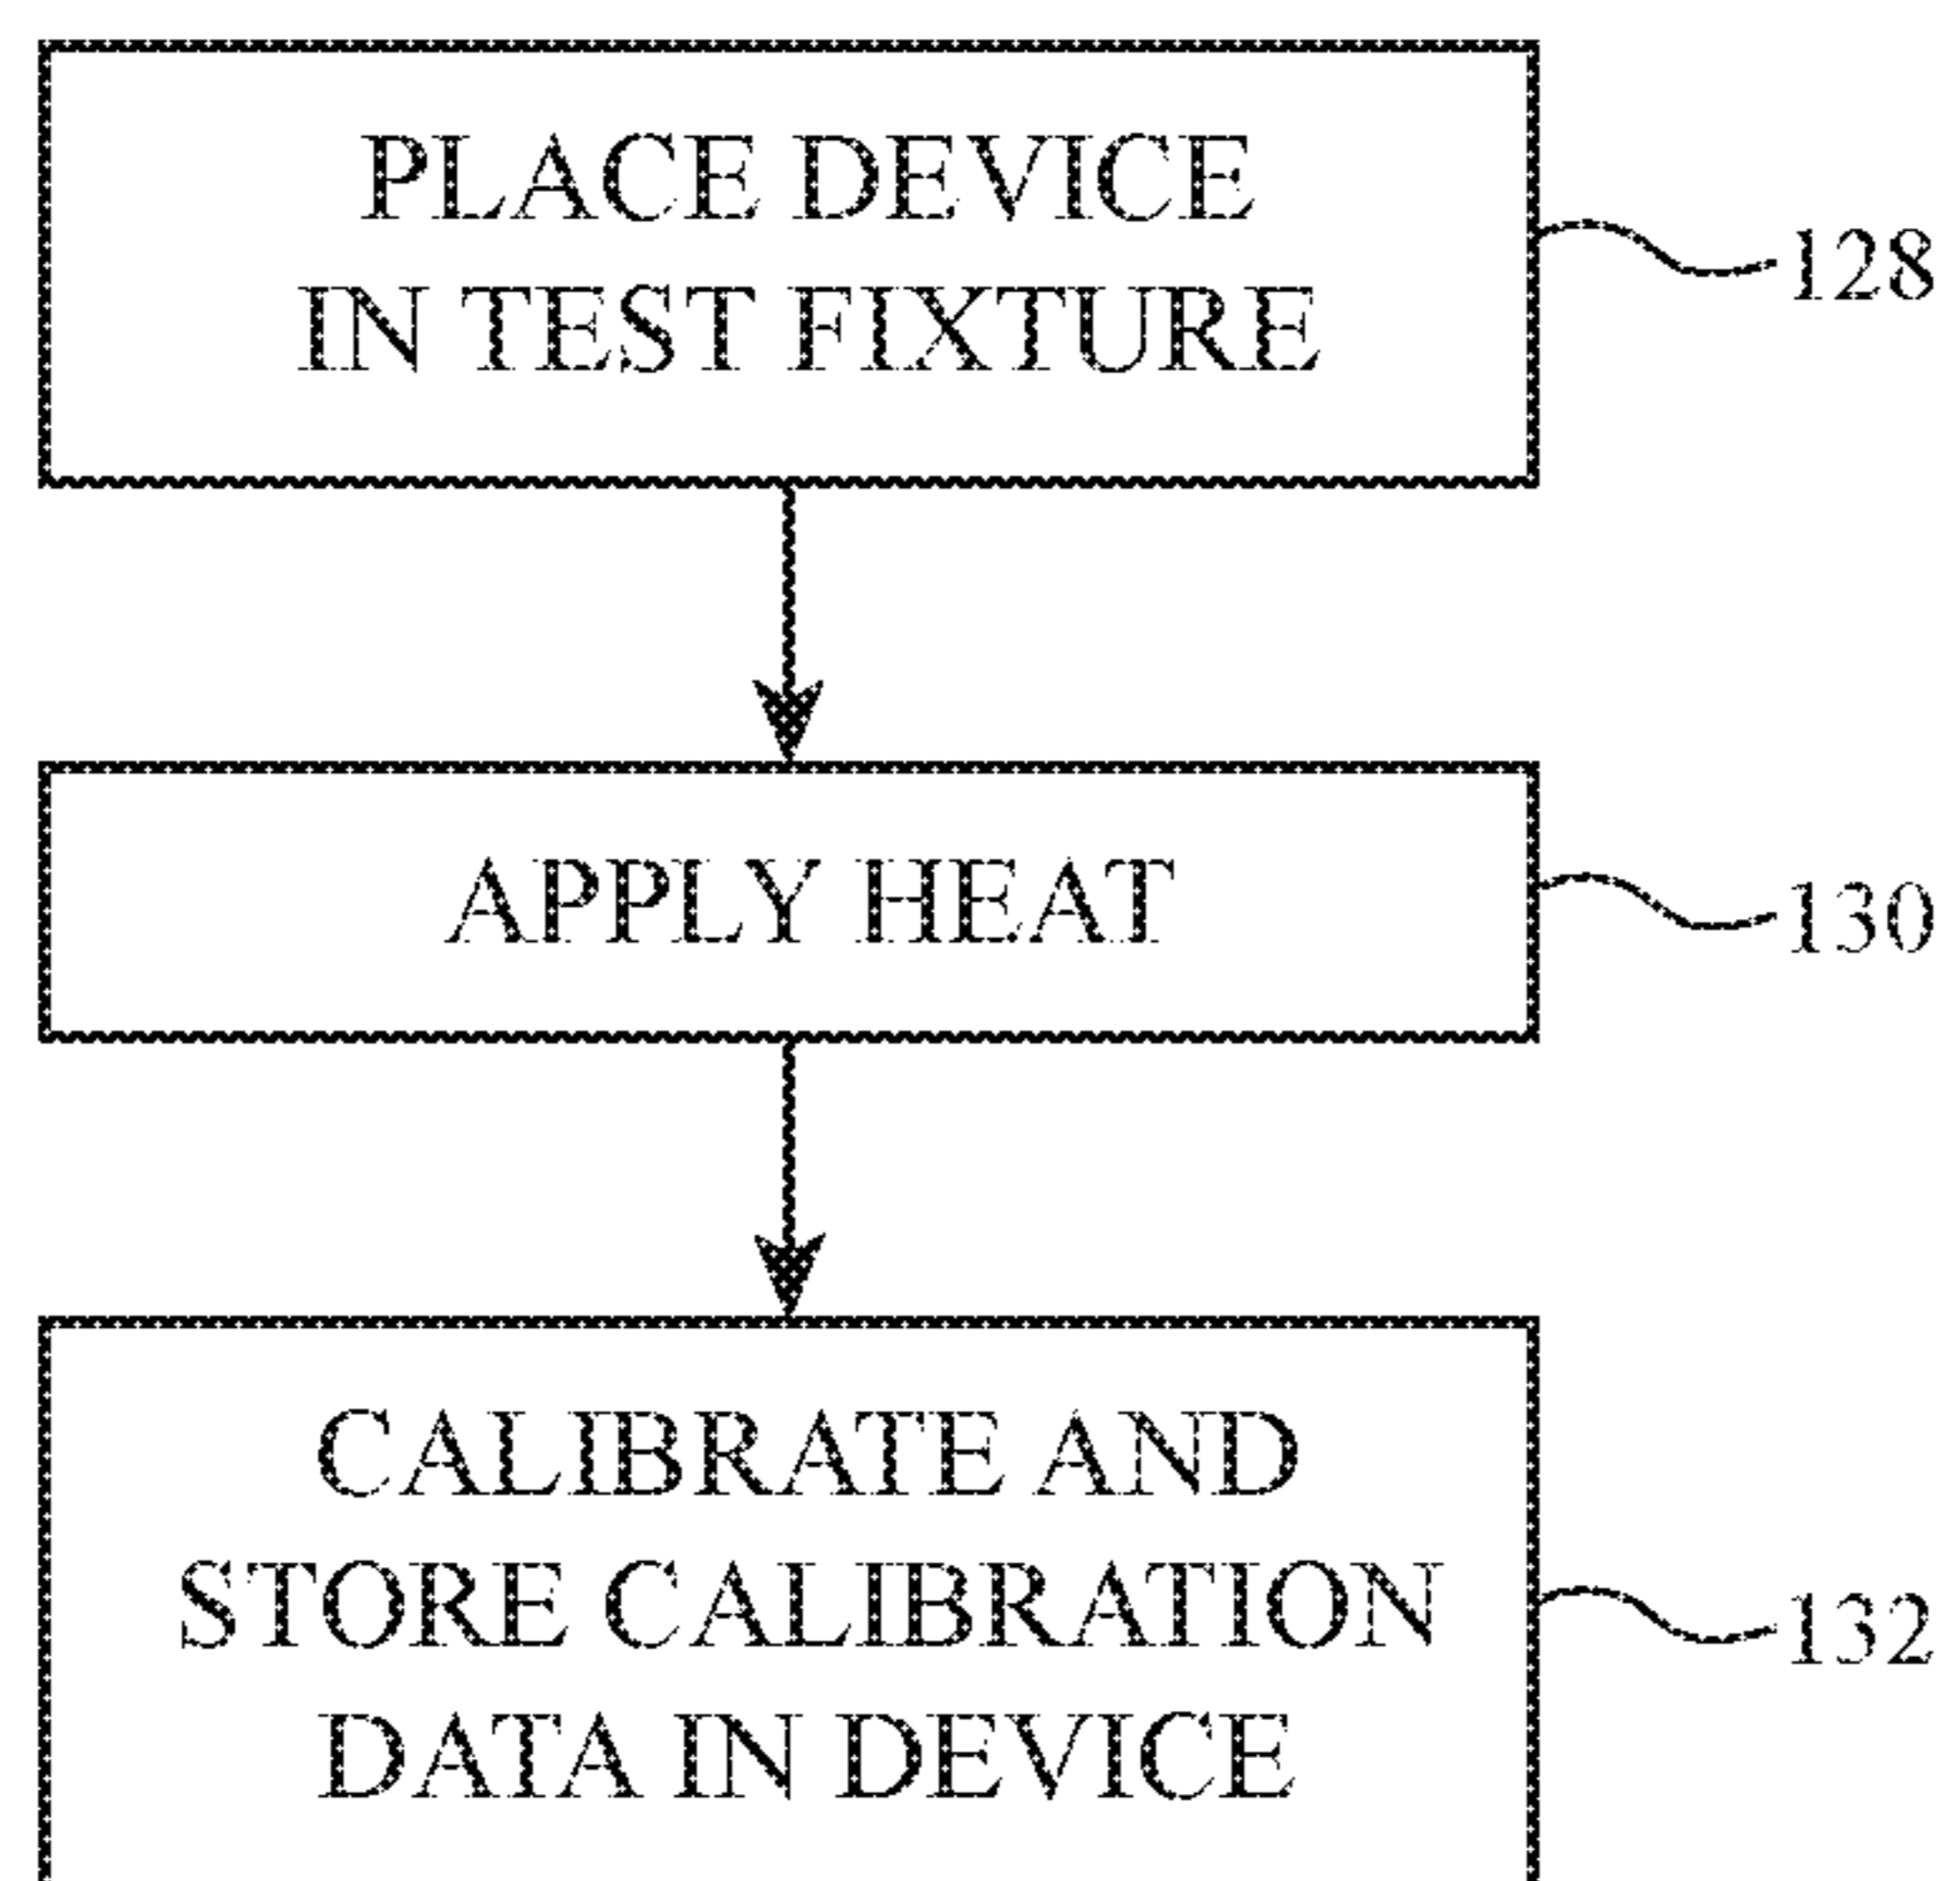 PLACE DEVICE
IN TEST FIXTURE
128
APPLY HEAT
130
CALIBRATE AND
STORE CALIBRATION
DATA IN DEVICE
132